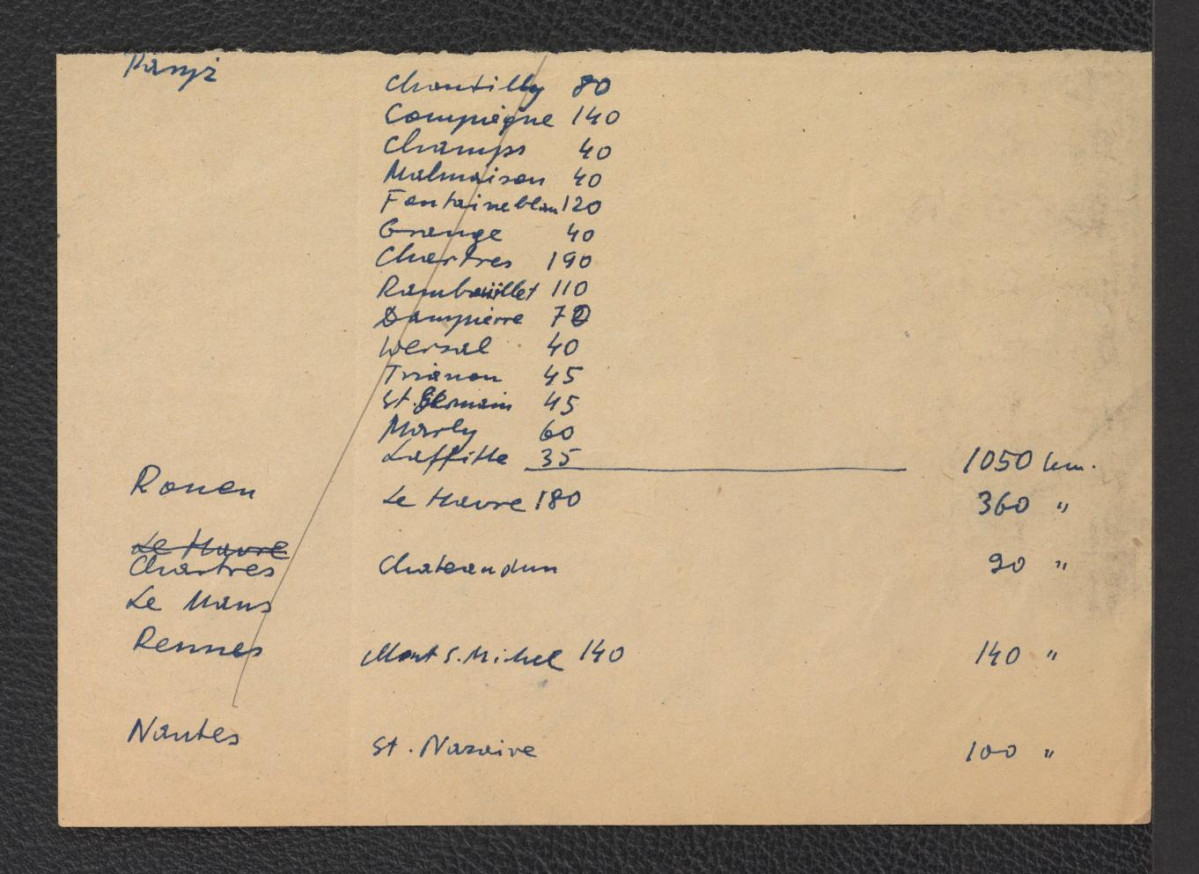 Paryż
Chantilly 80
Compiègne 140
Champs 40
Malmaison 40
Fontaineblau 120
Grange 40
Chartres 190
Rambouillet 110
Dampierre 70
Wersal 40
Trianon 45
St. Germain 45
Marly 60
Laffitte 35 1050 km.
Rouen Le Havre 180 360 "
Le Havre
Chartres Chateaudun 90 "
Le Mans
Rennes Mont S. Michel 140 140 "
Nantes St. Nazaire 100 "